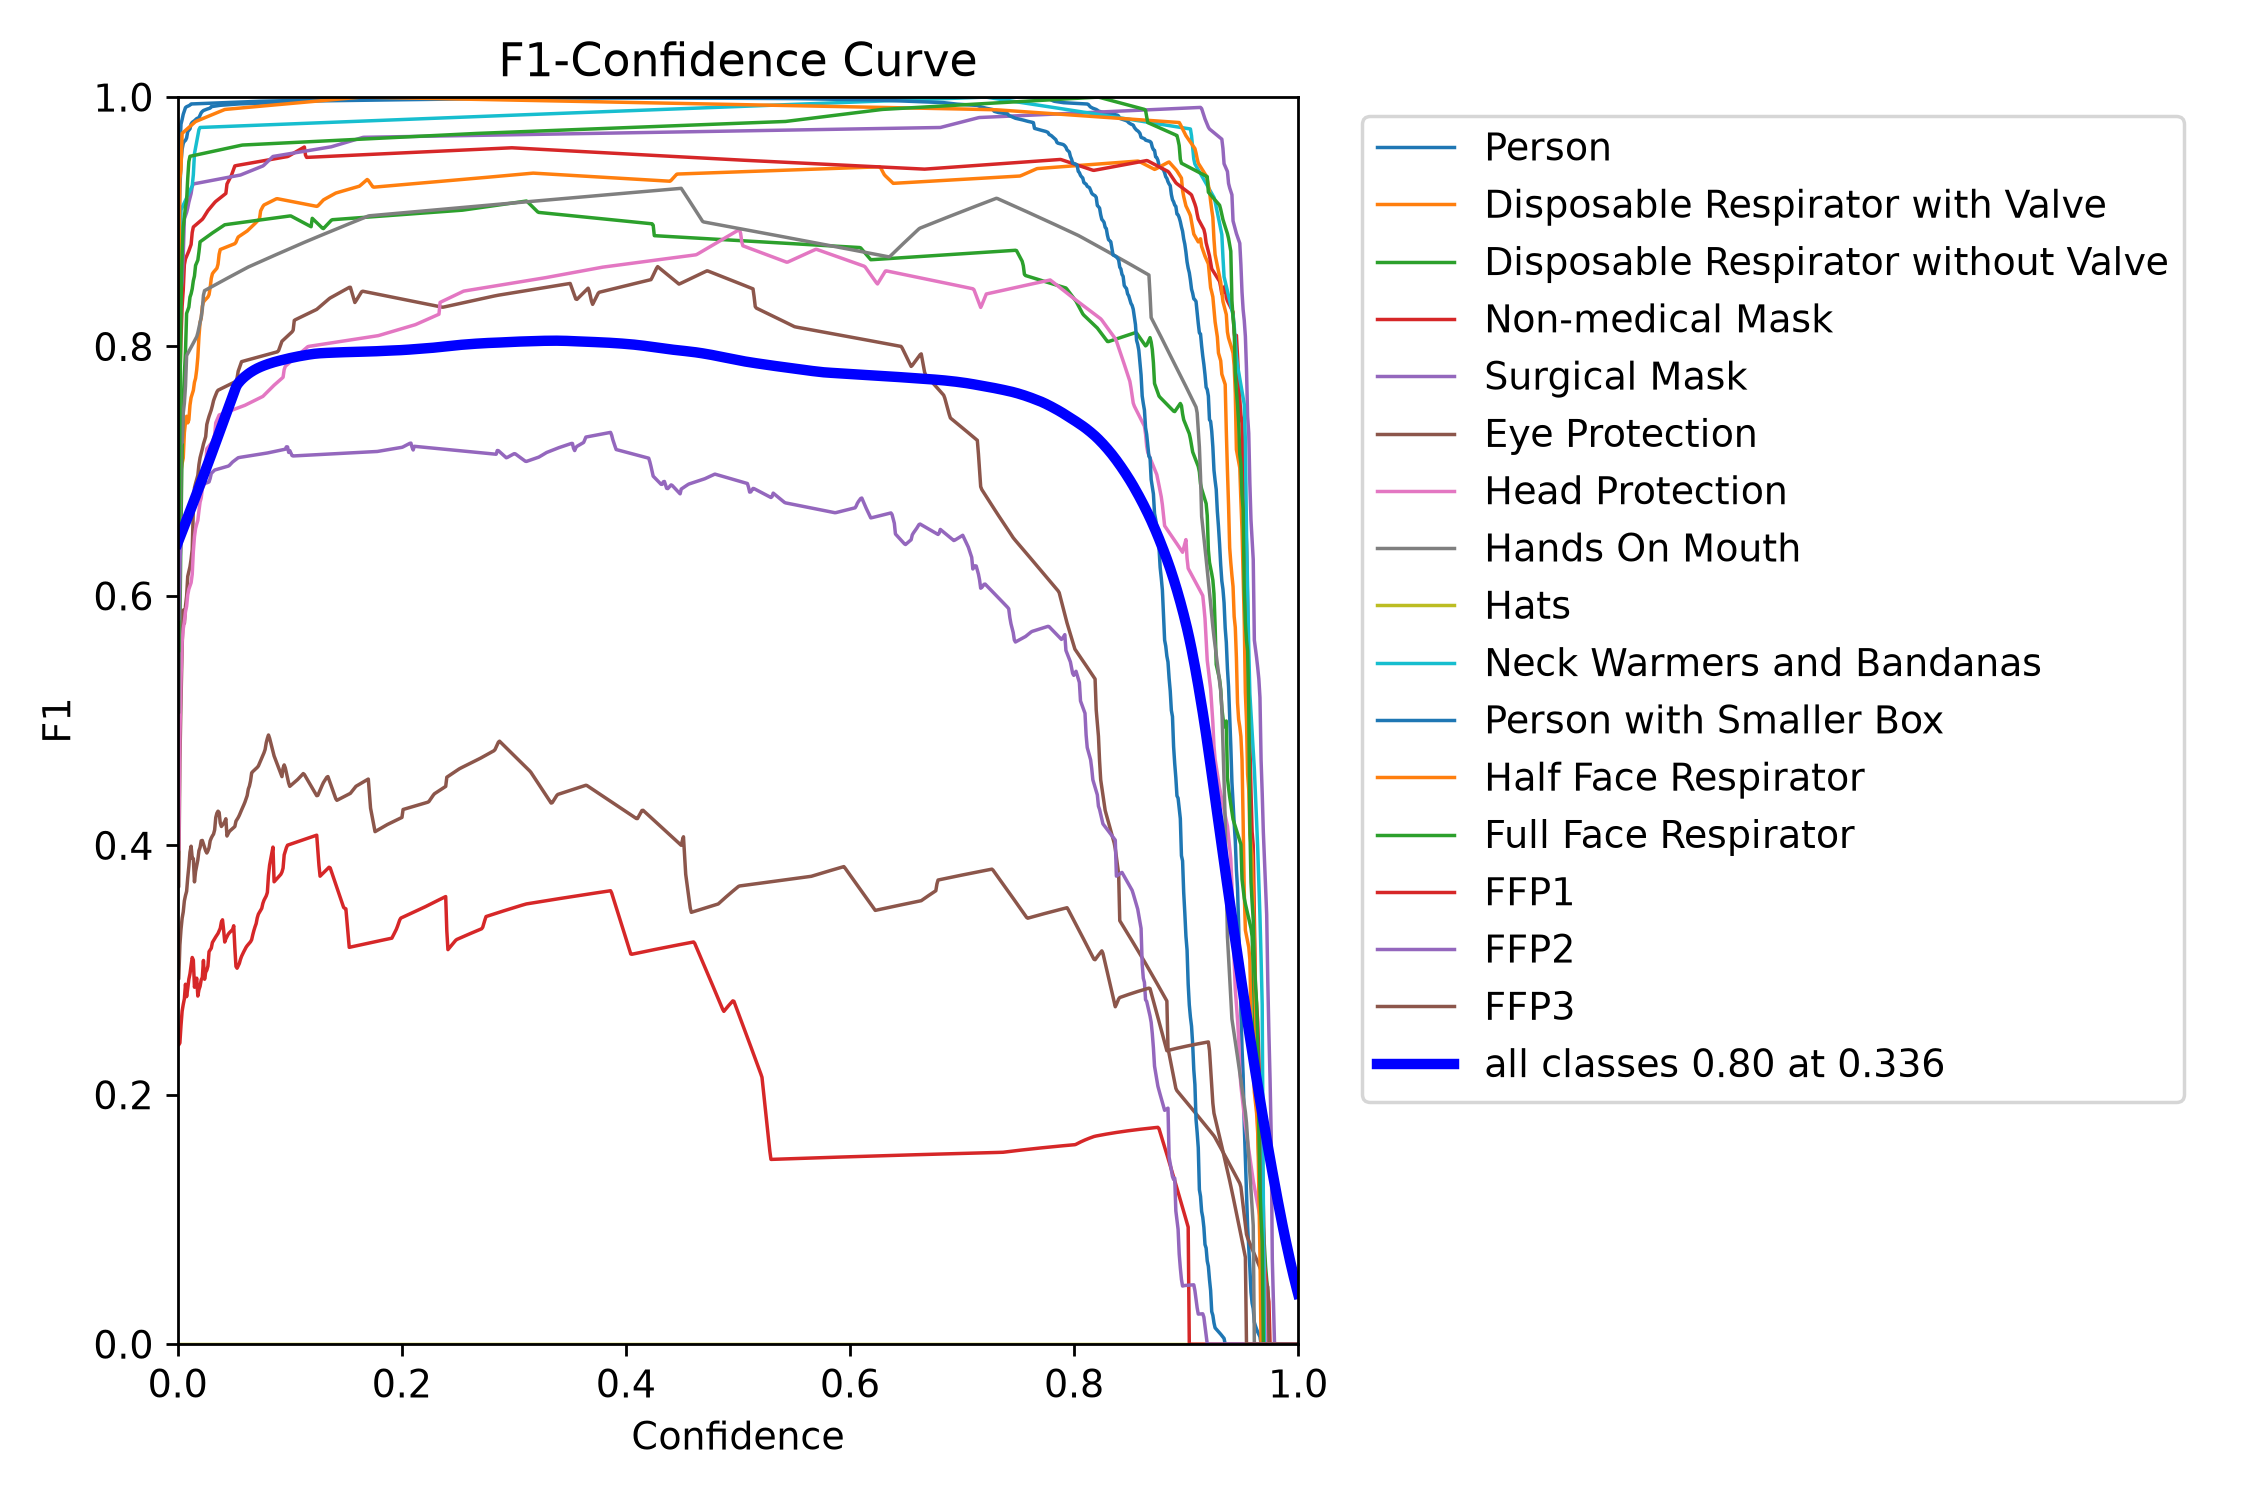 F1-Confidence Curve
1.0
0.8
0.6
0.4
0.2
0.0
F1
0.0 0.2 0.4 0.6 0.8 1.0
Confidence
Person
Disposable Respirator with Valve
Disposable Respirator without Valve
Non-medical Mask
Surgical Mask
Eye Protection
Head Protection
Hands On Mouth
Hats
Neck Warmers and Bandanas
Person with Smaller Box
Half Face Respirator
Full Face Respirator
FFP1
FFP2
FFP3
all classes 0.80 at 0.336